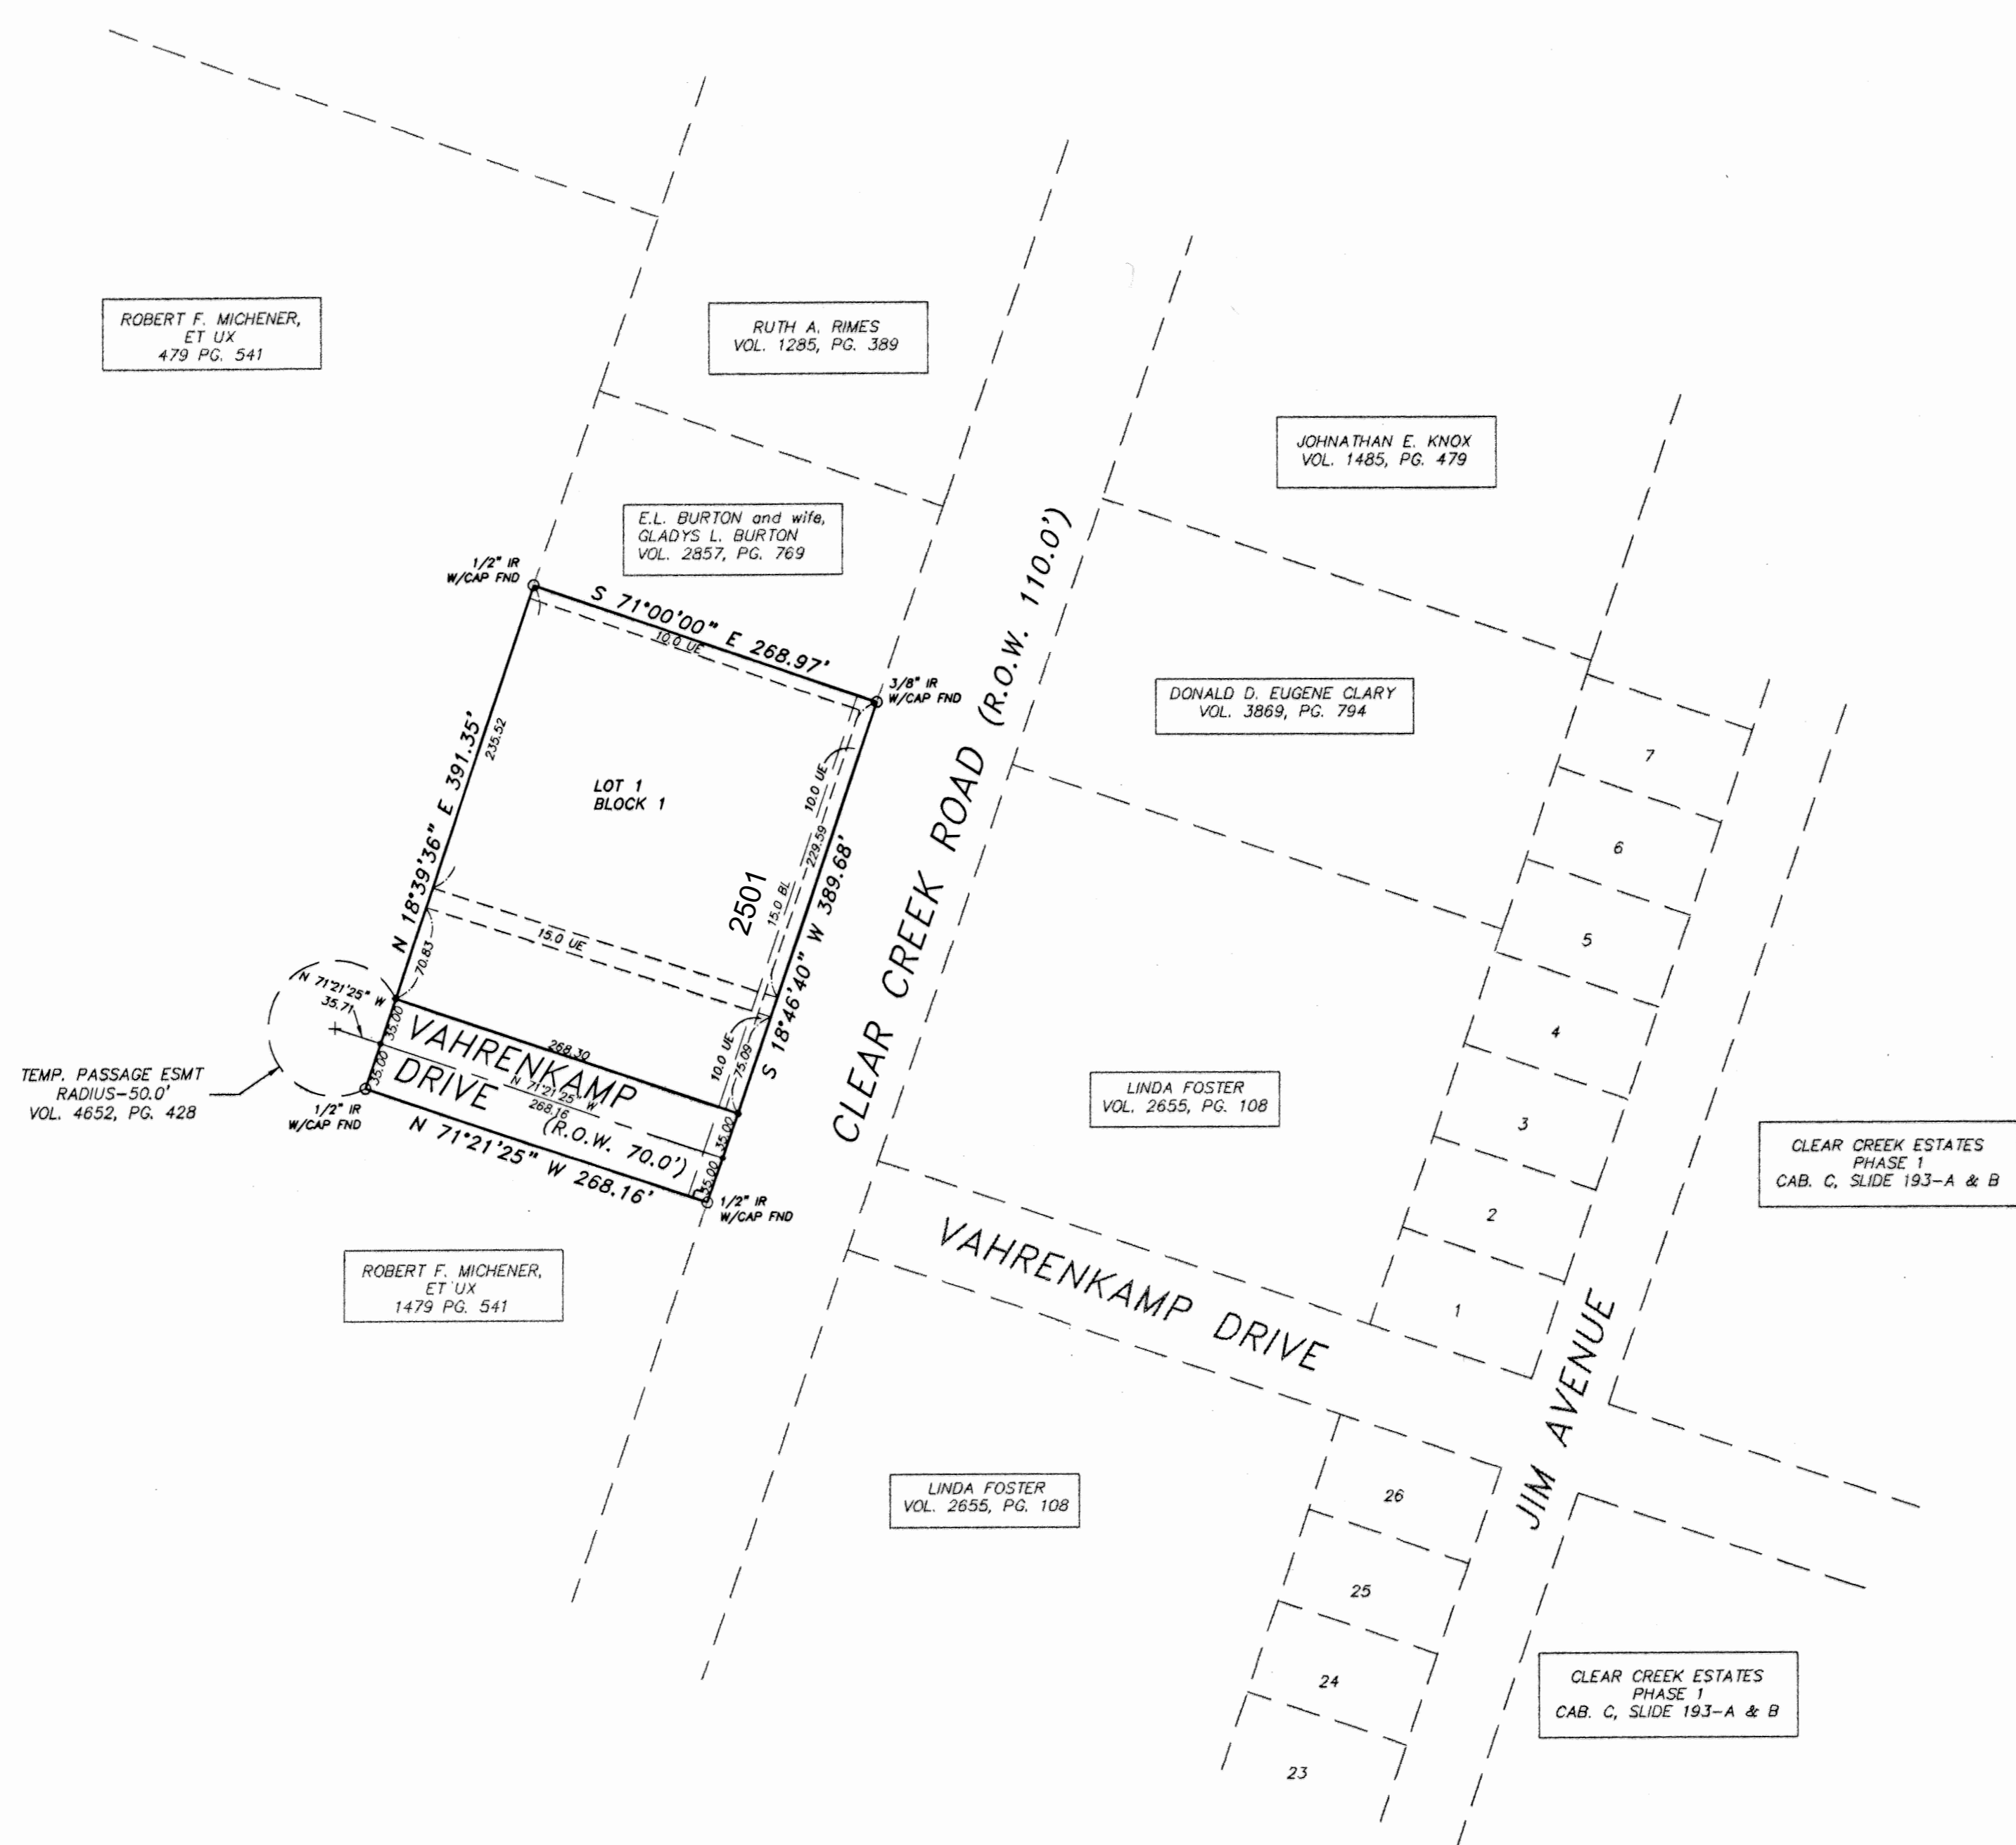 ROBERT F. MICHENER,
ET UX
479 PG. 541
RUTH A. RIMES
VOL. 1285, PG. 389
JOHNATHAN E. KNOX
VOL. 1485, PG. 479
E.L. BURTON and wife,
GLADYS L. BURTON
VOL. 2857, PG. 769
1/2" IR
W/CAP FND
S 71°00'00" E 268.97'
10.0 UE
3/8" IR
W/CAP FND
CLEAR CREEK ROAD (R.O.W. 110.0')
DONALD D. EUGENE CLARY
VOL. 3869, PG. 794
N 18°39'36" E 391.35'
235.52
LOT 1
BLOCK 1
10.0 UE
229.59
15.0 BL
2501
S 18°46'40" W 389.68'
15.0 UE
70.83
N 71°21'25" W
35.71
35.00
35.00
VAHRENKAMP
DRIVE
(R.O.W. 70.0')
268.30
N 71°21'25" W
268.16
10.0 UE
75.09
35.00
35.00
TEMP. PASSAGE ESMT
RADIUS-50.0'
VOL. 4652, PG. 428
1/2" IR
W/CAP FND
N 71°21'25" W 268.16'
1/2" IR
W/CAP FND
LINDA FOSTER
VOL. 2655, PG. 108
CLEAR CREEK ESTATES
PHASE 1
CAB. C, SLIDE 193-A & B
7
6
5
4
3
2
1
ROBERT F. MICHENER,
ET UX
1479 PG. 541
VAHRENKAMP DRIVE
JIM AVENUE
LINDA FOSTER
VOL. 2655, PG. 108
26
25
24
23
CLEAR CREEK ESTATES
PHASE 1
CAB. C, SLIDE 193-A & B